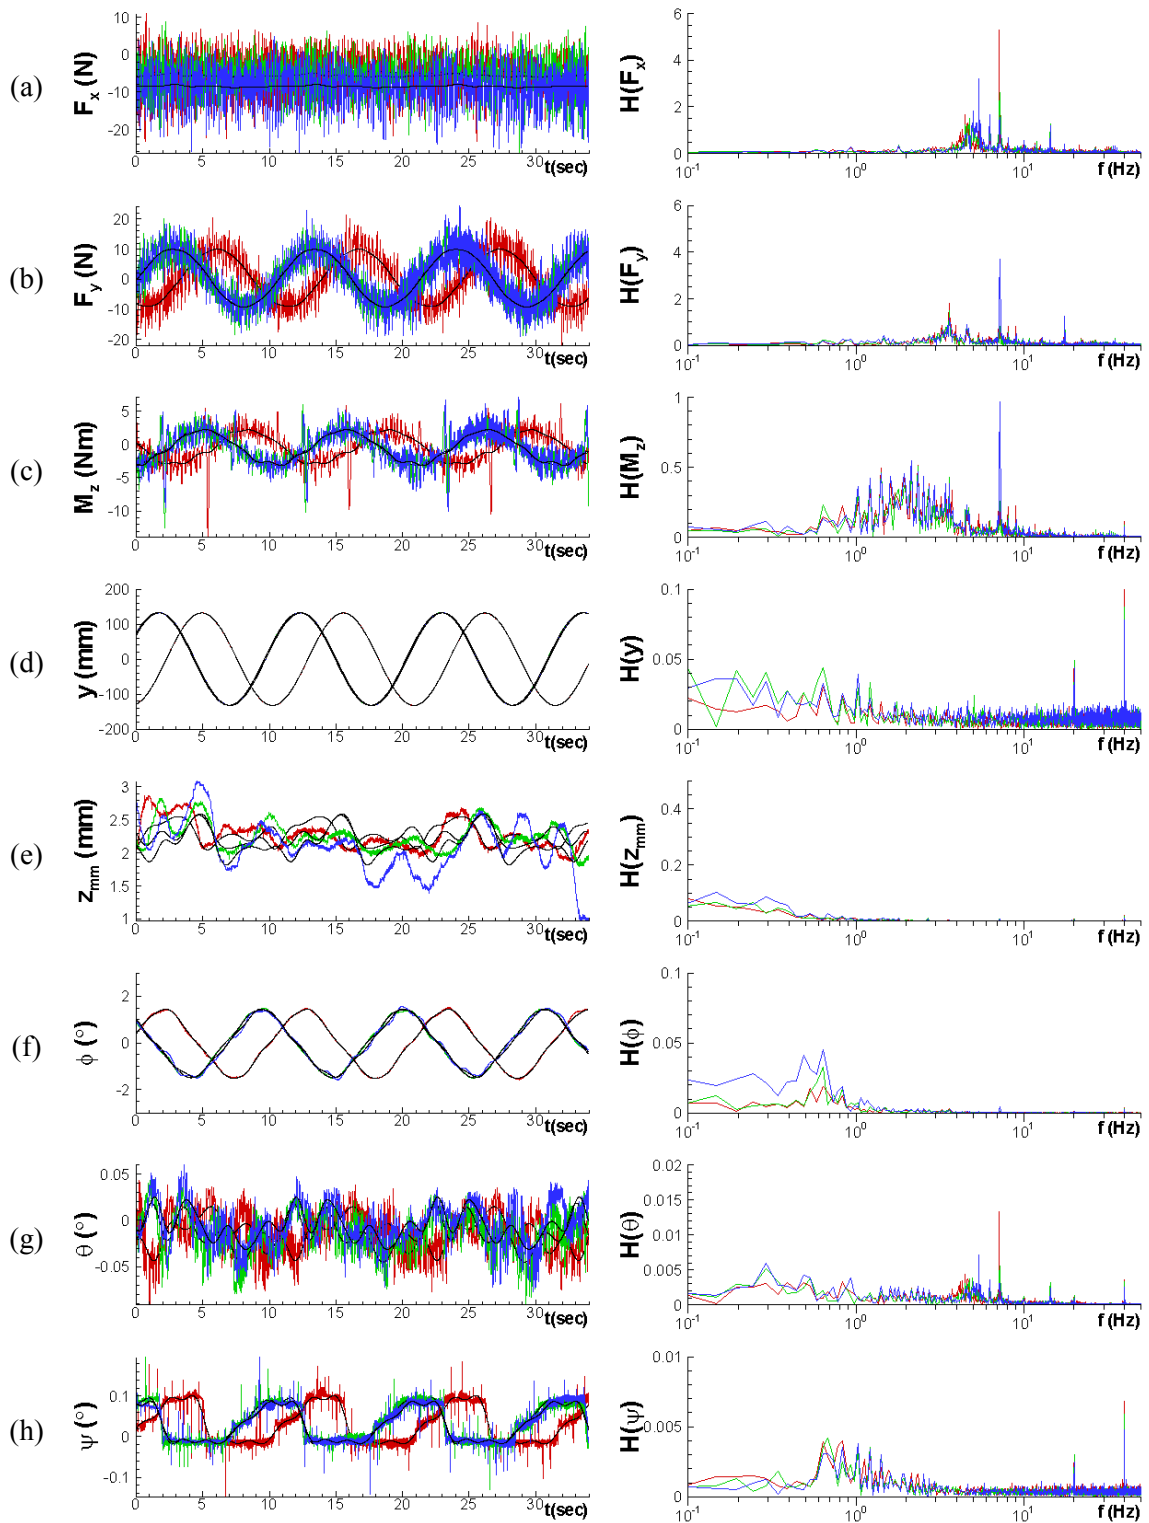 (a)
F_x (N)
10
0
-10
-20
0 5 10 15 20 25 30
t(sec)
H(F_x)
6
4
2
0
10^-1 10^0 10^1
f (Hz)
(b)
F_y (N)
20
10
0
-10
-20
0 5 10 15 20 25 30
t(sec)
H(F_y)
6
4
2
0
10^-1 10^0 10^1
f (Hz)
(c)
M_z (Nm)
5
0
-5
-10
0 5 10 15 20 25 30
t(sec)
H(M_z)
1
0.5
0
10^-1 10^0 10^1
f (Hz)
(d)
y (mm)
200
100
0
-100
-200
0 5 10 15 20 25 30
t(sec)
H(y)
0.1
0.05
0
10^-1 10^0 10^1
f (Hz)
(e)
z_mm (mm)
3
2.5
2
1.5
1
0 5 10 15 20 25 30
t(sec)
H(z_mm)
0.4
0.2
0
10^-1 10^0 10^1
f (Hz)
(f)
ϕ (°)
2
0
-2
0 5 10 15 20 25 30
t(sec)
H(ϕ)
0.1
0.05
0
10^-1 10^0 10^1
f (Hz)
(g)
θ (°)
0.05
0
-0.05
0 5 10 15 20 25 30
t(sec)
H(θ)
0.02
0.015
0.01
0.005
0
10^-1 10^0 10^1
f (Hz)
(h)
ψ (°)
0.1
0
-0.1
0 5 10 15 20 25 30
t(sec)
H(ψ)
0.01
0.005
0
10^-1 10^0 10^1
f (Hz)